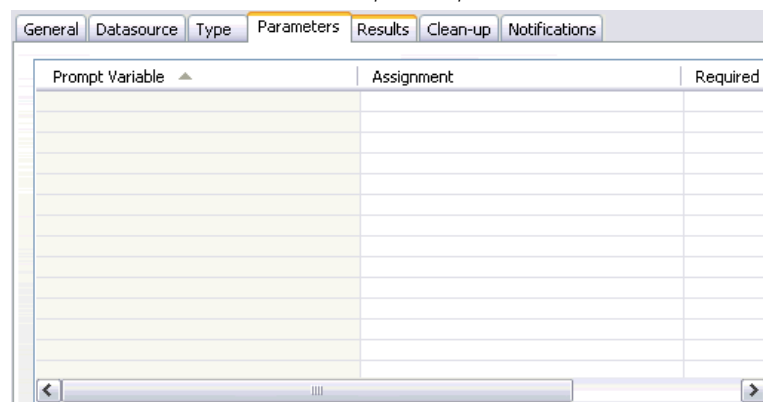 General Datasource Type Parameters Results Clean-up Notifications
Prompt Variable Assignment Required